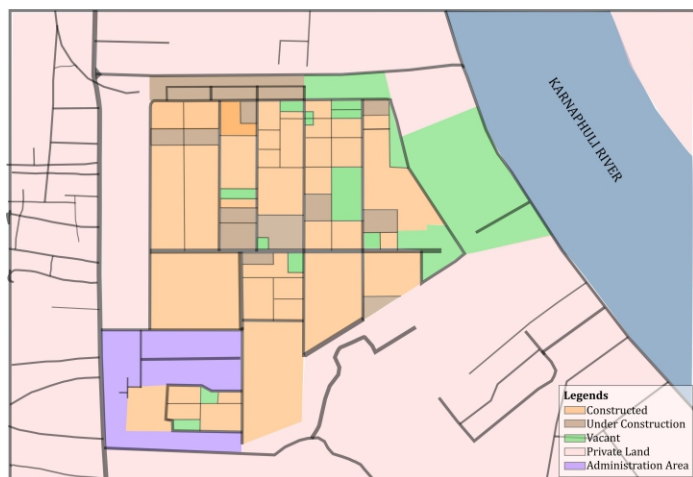 KARNAPHULI RIVER
Legends
Constructed
Under Construction
Vacant
Private Land
Administration Area